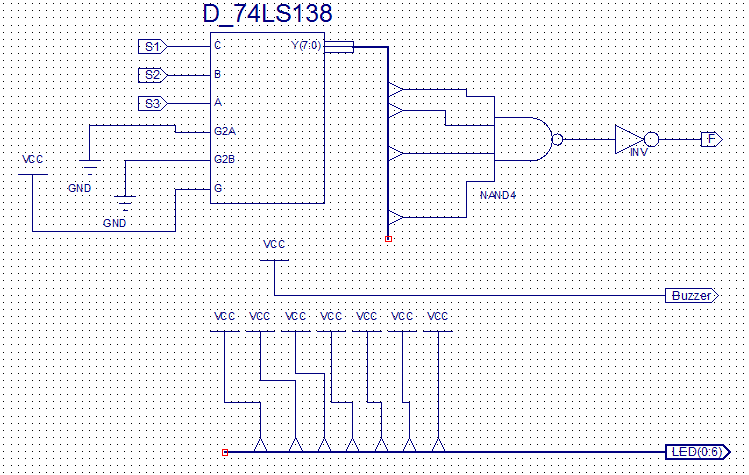 D_74LS138
S1 C Y(7:0)
S2 B
S3 A
G2A
F
VCC G2B INV
GND G NAND4
GND
VCC
Buzzer
VCC VCC VCC VCC VCC VCC VCC
LED(0:6)